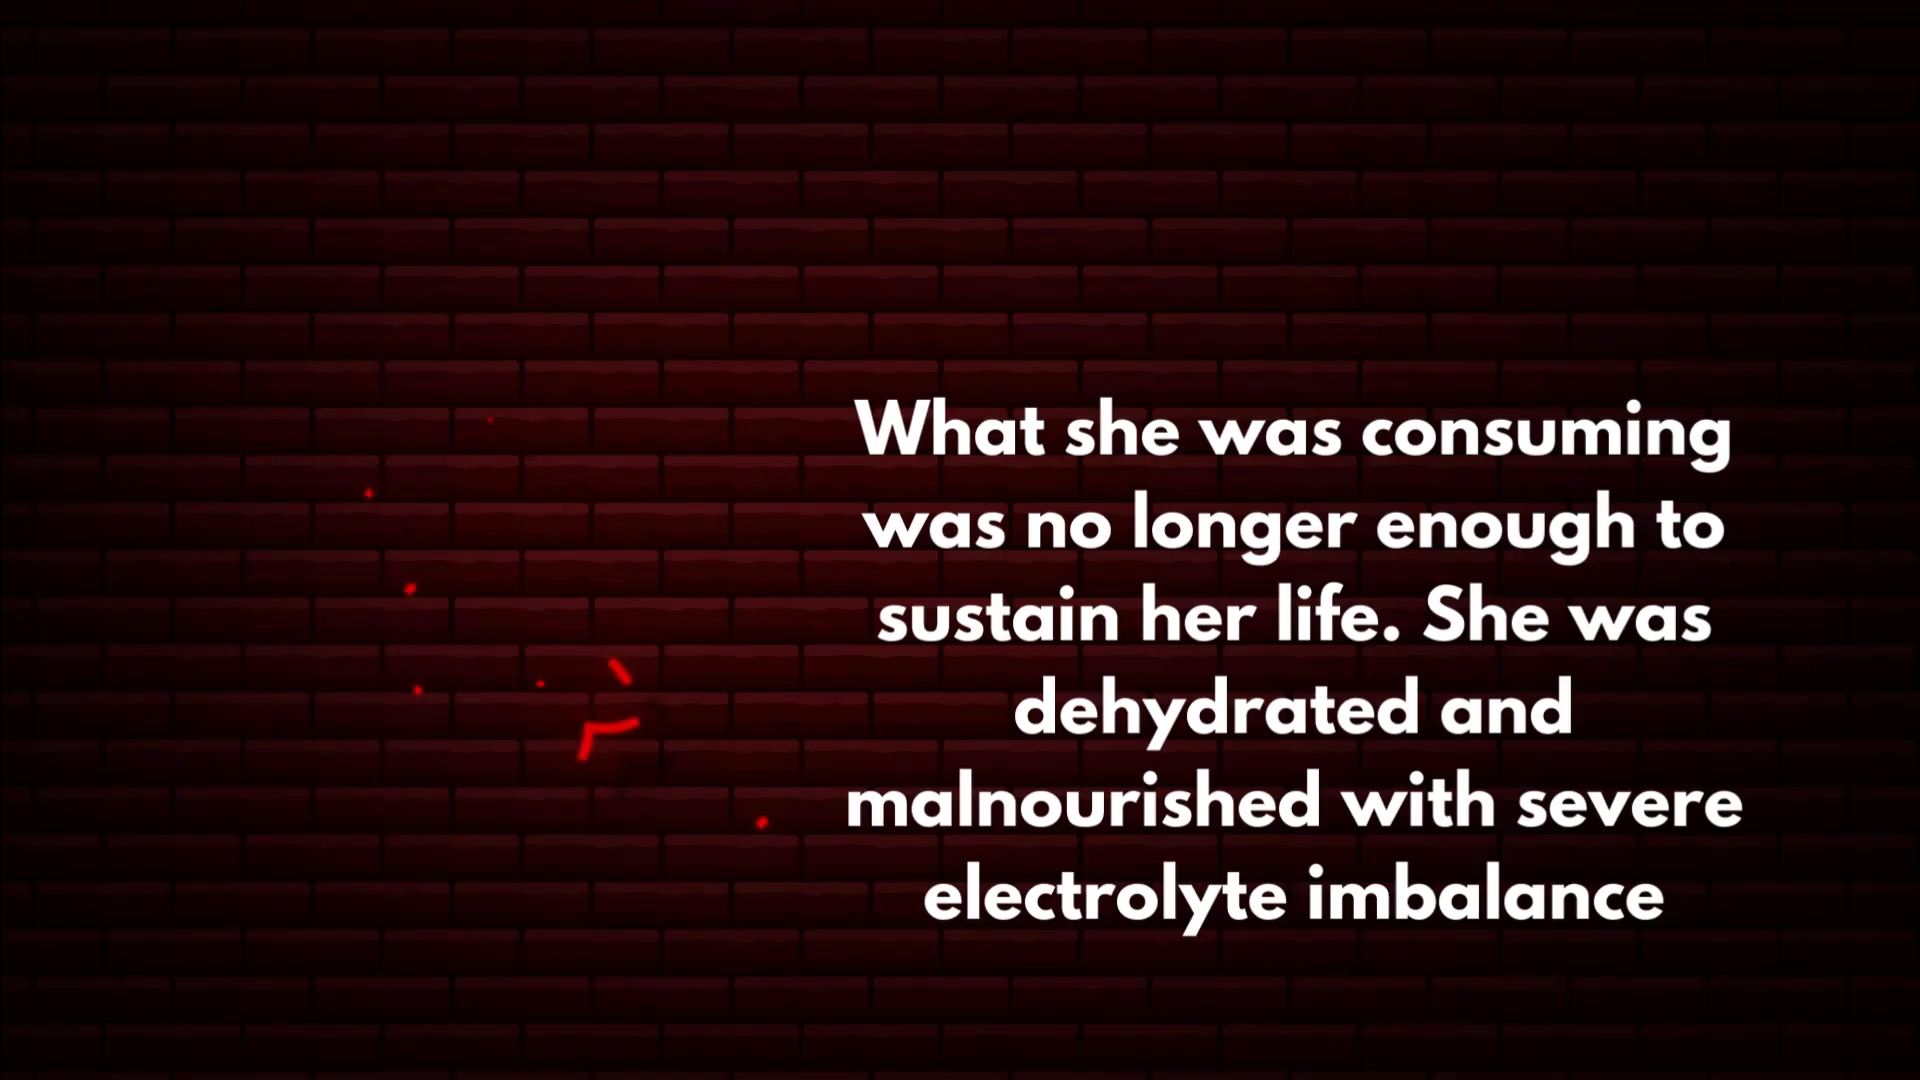 What she was consuming
was no longer enough to
sustain her life. She was
dehydrated and
malnourished with severe
electrolyte imbalance